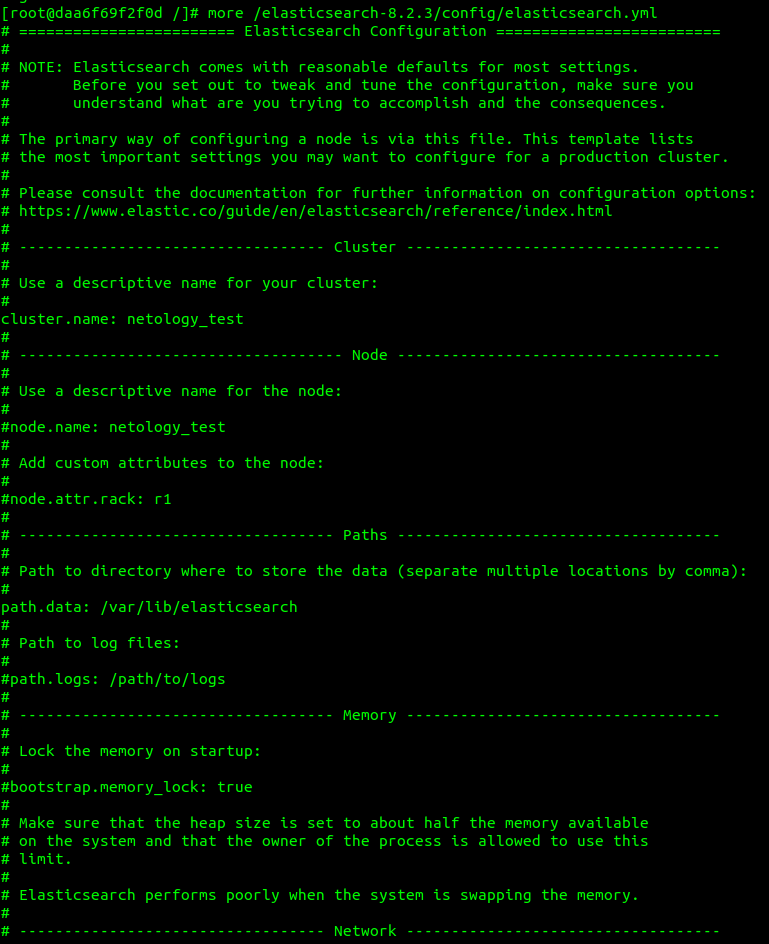 [root@daa6f69f2f0d /]# more /elasticsearch-8.2.3/config/elasticsearch.yml
# ======================== Elasticsearch Configuration =========================
#
# NOTE: Elasticsearch comes with reasonable defaults for most settings.
#       Before you set out to tweak and tune the configuration, make sure you
#       understand what are you trying to accomplish and the consequences.
#
# The primary way of configuring a node is via this file. This template lists
# the most important settings you may want to configure for a production cluster.
#
# Please consult the documentation for further information on configuration options:
# https://www.elastic.co/guide/en/elasticsearch/reference/index.html
#
# ---------------------------------- Cluster -----------------------------------
#
# Use a descriptive name for your cluster:
#
cluster.name: netology_test
#
# ------------------------------------ Node ------------------------------------
#
# Use a descriptive name for the node:
#
#node.name: netology_test
#
# Add custom attributes to the node:
#
#node.attr.rack: r1
#
# ----------------------------------- Paths ------------------------------------
#
# Path to directory where to store the data (separate multiple locations by comma):
#
path.data: /var/lib/elasticsearch
#
# Path to log files:
#
#path.logs: /path/to/logs
#
# ----------------------------------- Memory -----------------------------------
#
# Lock the memory on startup:
#
#bootstrap.memory_lock: true
#
# Make sure that the heap size is set to about half the memory available
# on the system and that the owner of the process is allowed to use this
# limit.
#
# Elasticsearch performs poorly when the system is swapping the memory.
#
# ---------------------------------- Network -----------------------------------